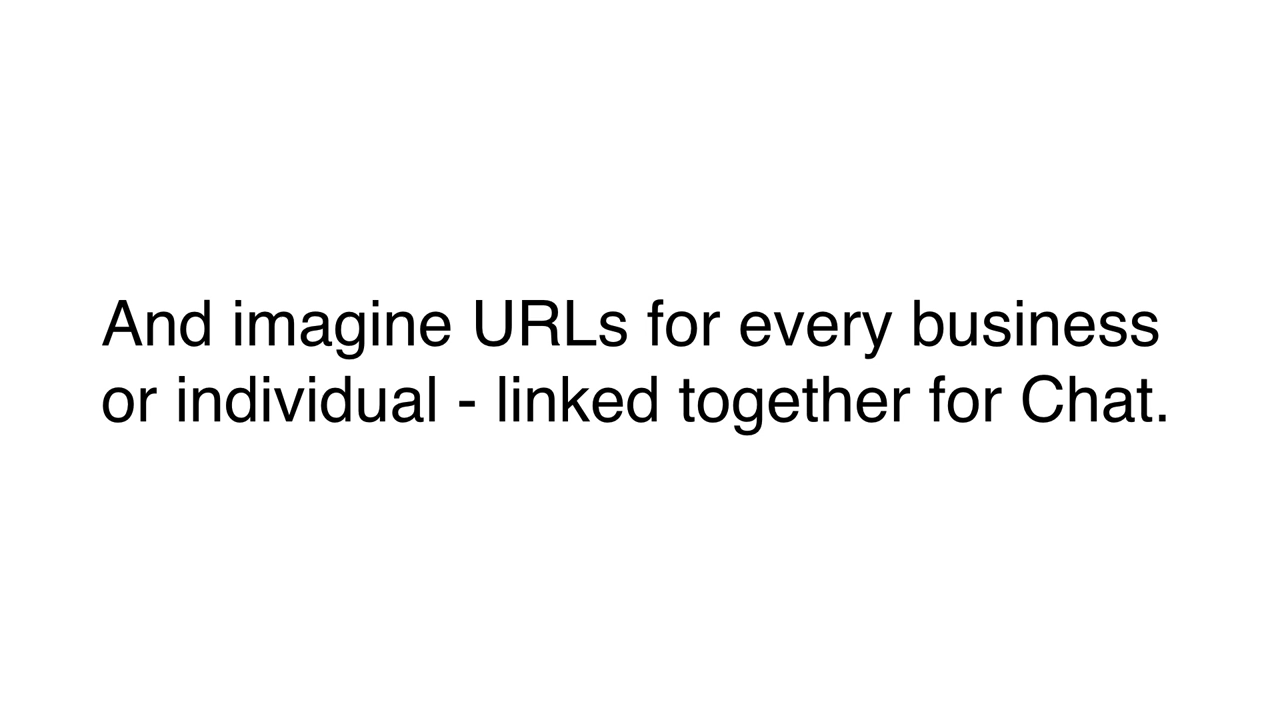 And imagine URLs for every business
or individual - linked together for Chat.